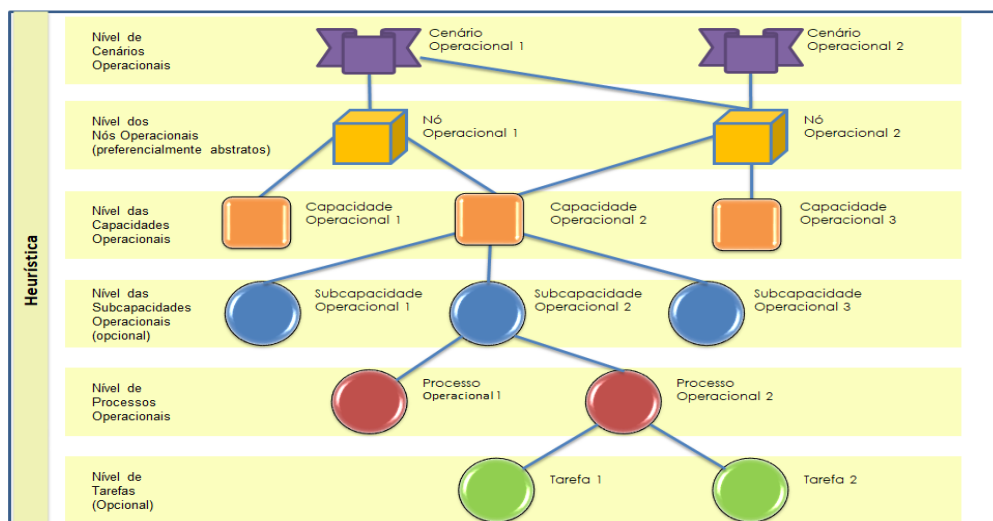 Heurística
Nível de
Cenários
Operacionais
Cenário
Operacional 1
Cenário
Operacional 2
Nível dos
Nós Operacionais
(preferencialmente abstratos)
Nó
Operacional 1
Nó
Operacional 2
Nível das
Capacidades
Operacionais
Capacidade
Operacional 1
Capacidade
Operacional 2
Capacidade
Operacional 3
Nível das
Subcapacidades
Operacionais
(opcional)
Subcapacidade
Operacional 1
Subcapacidade
Operacional 2
Subcapacidade
Operacional 3
Nível de
Processos
Operacionais
Processo
Operacional 1
Processo
Operacional 2
Nível de
Tarefas
(Opcional)
Tarefa 1
Tarefa 2